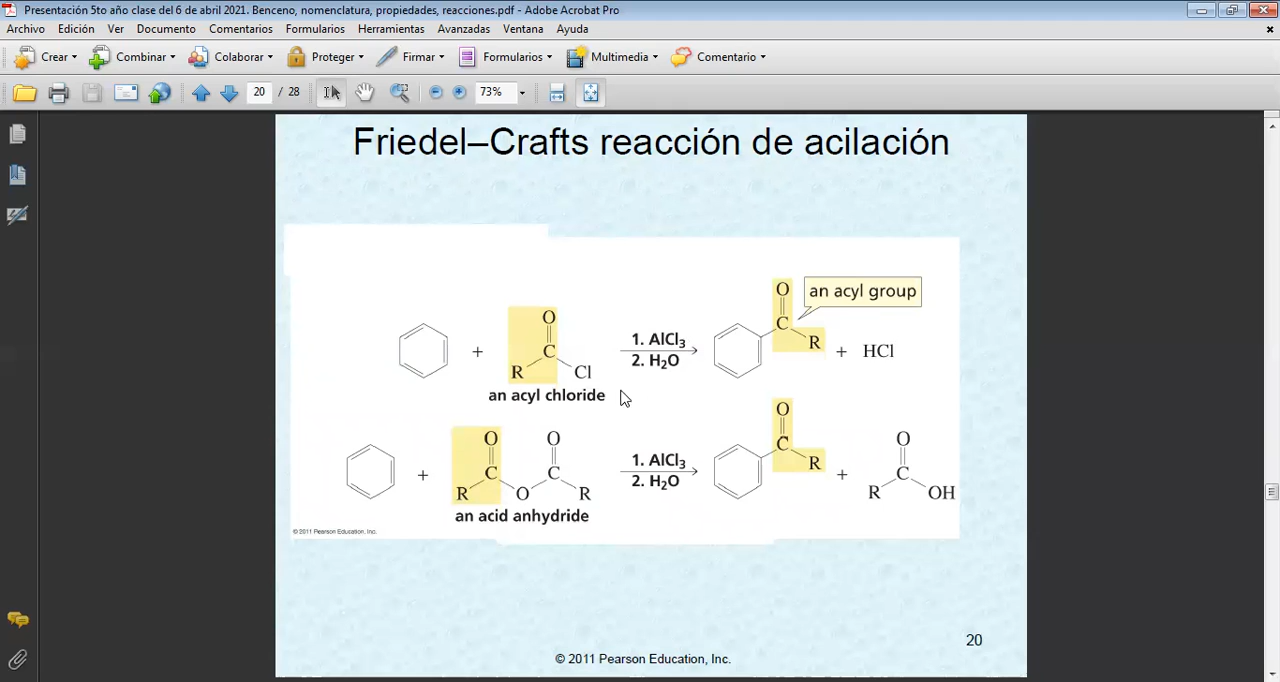 Presentación 5to año clase del 6 de abril 2021. Benceno, nomenclatura, propiedades, reacciones.pdf - Adobe Acrobat Pro
Archivo Edición Ver Documento Comentarios Formularios Herramientas Avanzadas Ventana Ayuda
Crear Combinar Colaborar Proteger Firmar Formularios Multimedia Comentario
20 / 28 73%
Friedel–Crafts reacción de acilación
O
an acyl group
O
C
1. AlCl3
C
R
+
R
Cl
2. H2O
+ HCl
an acyl chloride
O
O
O
O
C
C
1. AlCl3
C
R
+
R
O
R
2. H2O
+
C
R
OH
an acid anhydride
© 2011 Pearson Education, Inc.
20
© 2011 Pearson Education, Inc.